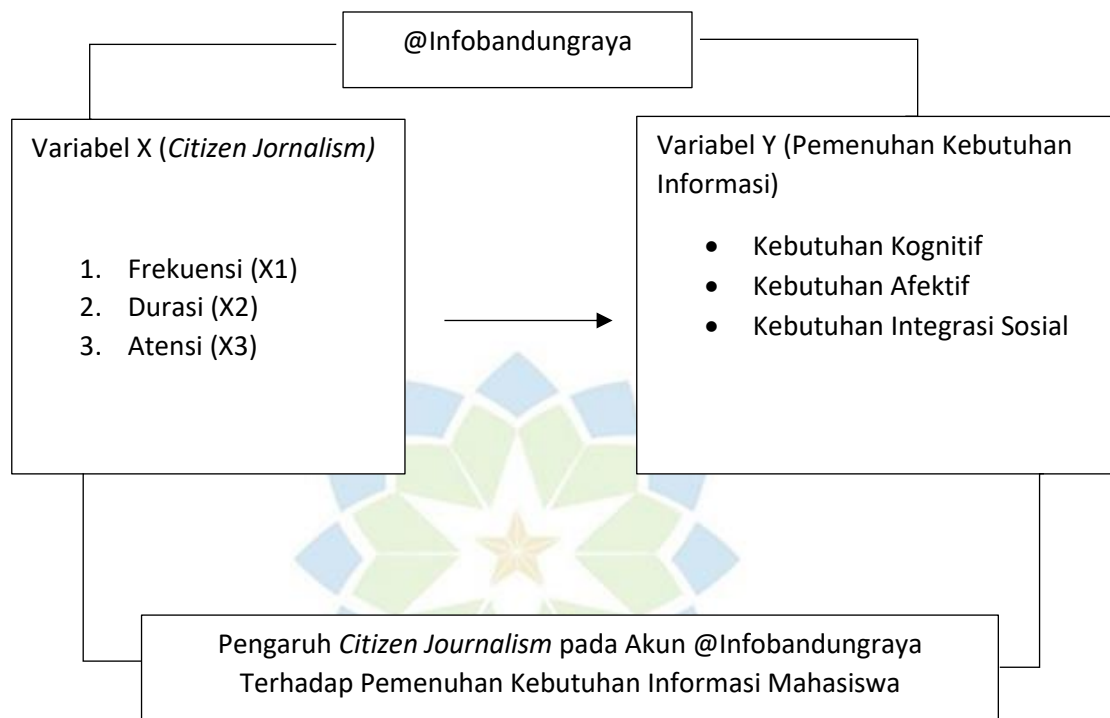 @Infobandungraya
Variabel X (Citizen Jornalism)
1. Frekuensi (X1)
2. Durasi (X2)
3. Atensi (X3)
Variabel Y (Pemenuhan Kebutuhan
Informasi)
• Kebutuhan Kognitif
• Kebutuhan Afektif
• Kebutuhan Integrasi Sosial
Pengaruh Citizen Journalism pada Akun @Infobandungraya
Terhadap Pemenuhan Kebutuhan Informasi Mahasiswa